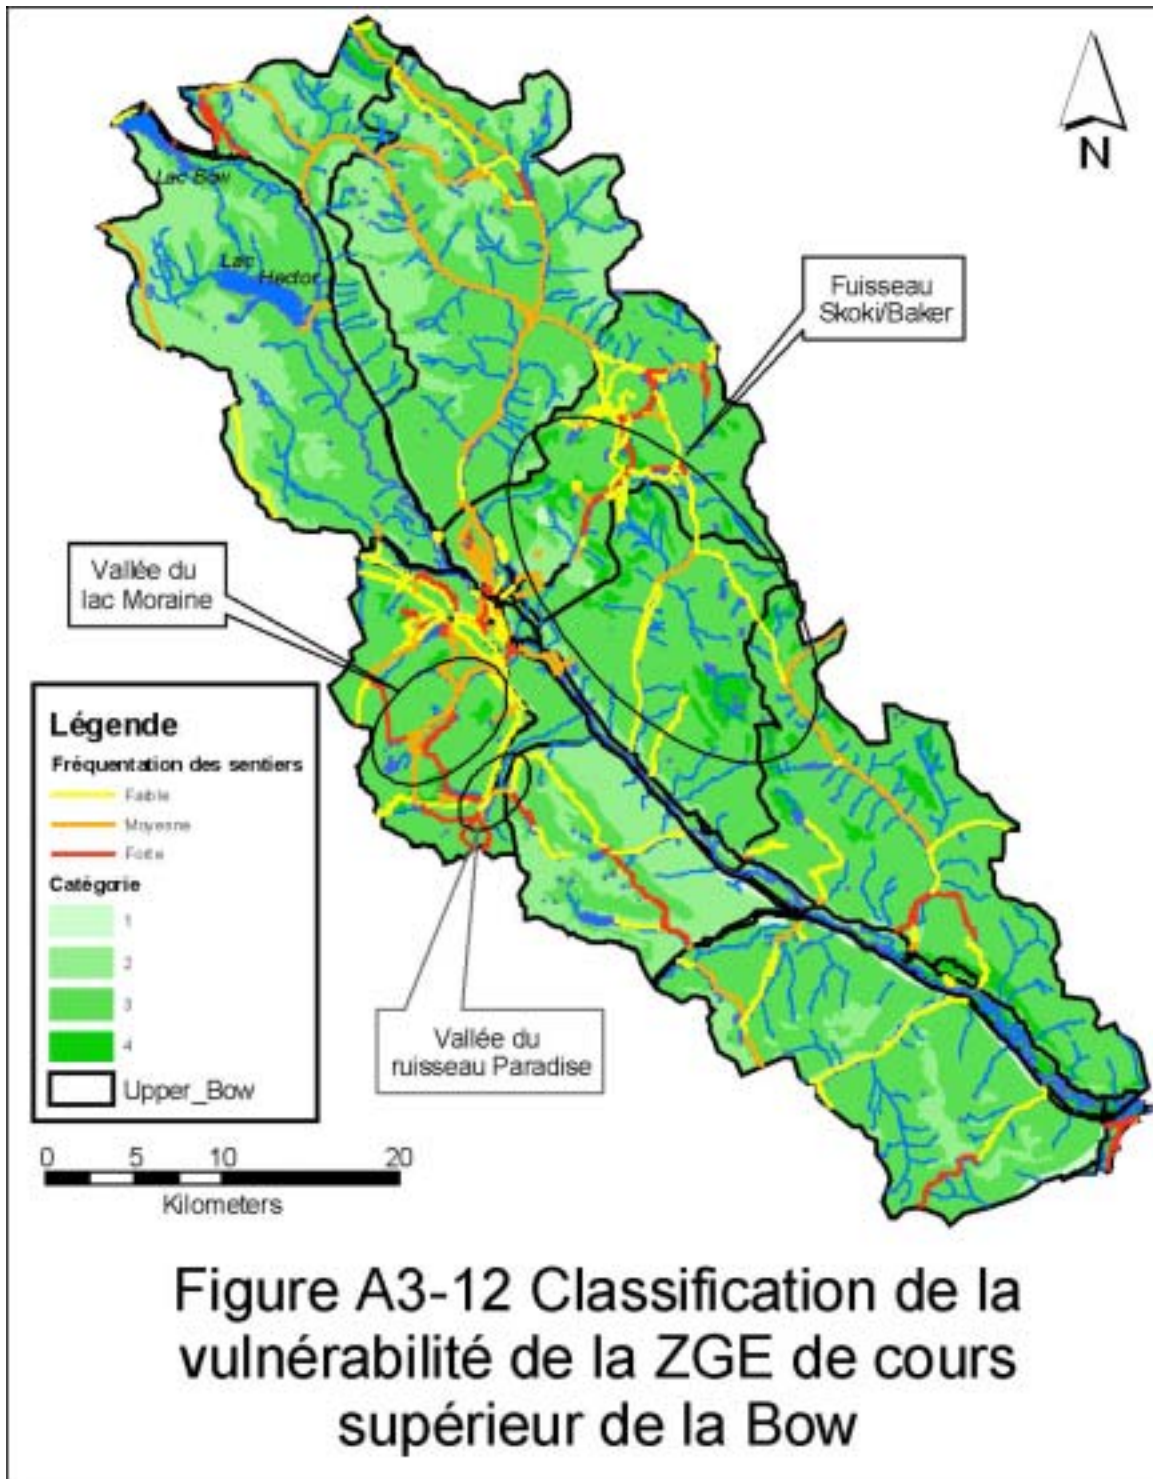 N
Lac Bow
Lac
Hector
Fuisseau
Skoki/Baker
Vallée du
lac Moraine
Légende
Fréquentation des sentiers
Faible
Moyenne
Forte
Catégorie
1
2
3
4
Upper_Bow
Vallée du
ruisseau Paradise
0 5 10 20
Kilometers
Figure A3-12 Classification de la
vulnérabilité de la ZGE de cours
supérieur de la Bow